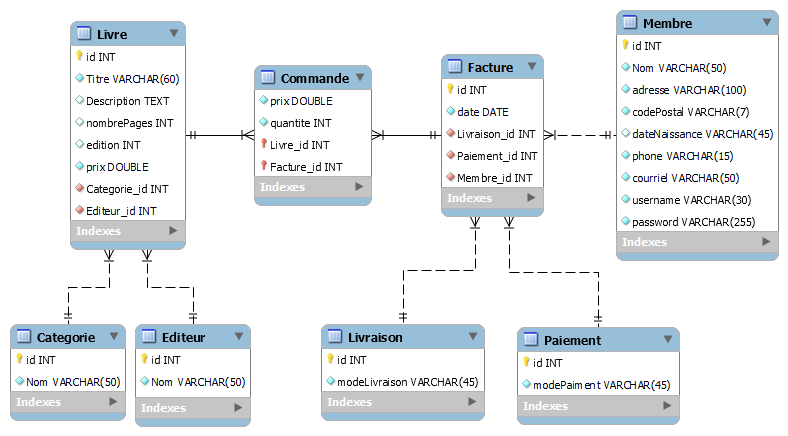 Livre
id INT
Titre VARCHAR(60)
Description TEXT
nombrePages INT
edition INT
prix DOUBLE
Categorie_id INT
Editeur_id INT
Indexes
Commande
prix DOUBLE
quantite INT
Livre_id INT
Facture_id INT
Indexes
Facture
id INT
date DATE
Livraison_id INT
Paiement_id INT
Membre_id INT
Indexes
Membre
id INT
Nom VARCHAR(50)
adresse VARCHAR(100)
codePostal VARCHAR(7)
dateNaissance VARCHAR(45)
phone VARCHAR(15)
courriel VARCHAR(50)
username VARCHAR(30)
password VARCHAR(255)
Indexes
Categorie
id INT
Nom VARCHAR(50)
Indexes
Editeur
id INT
Nom VARCHAR(50)
Indexes
Livraison
id INT
modeLivraison VARCHAR(45)
Indexes
Paiement
id INT
modePaiment VARCHAR(45)
Indexes